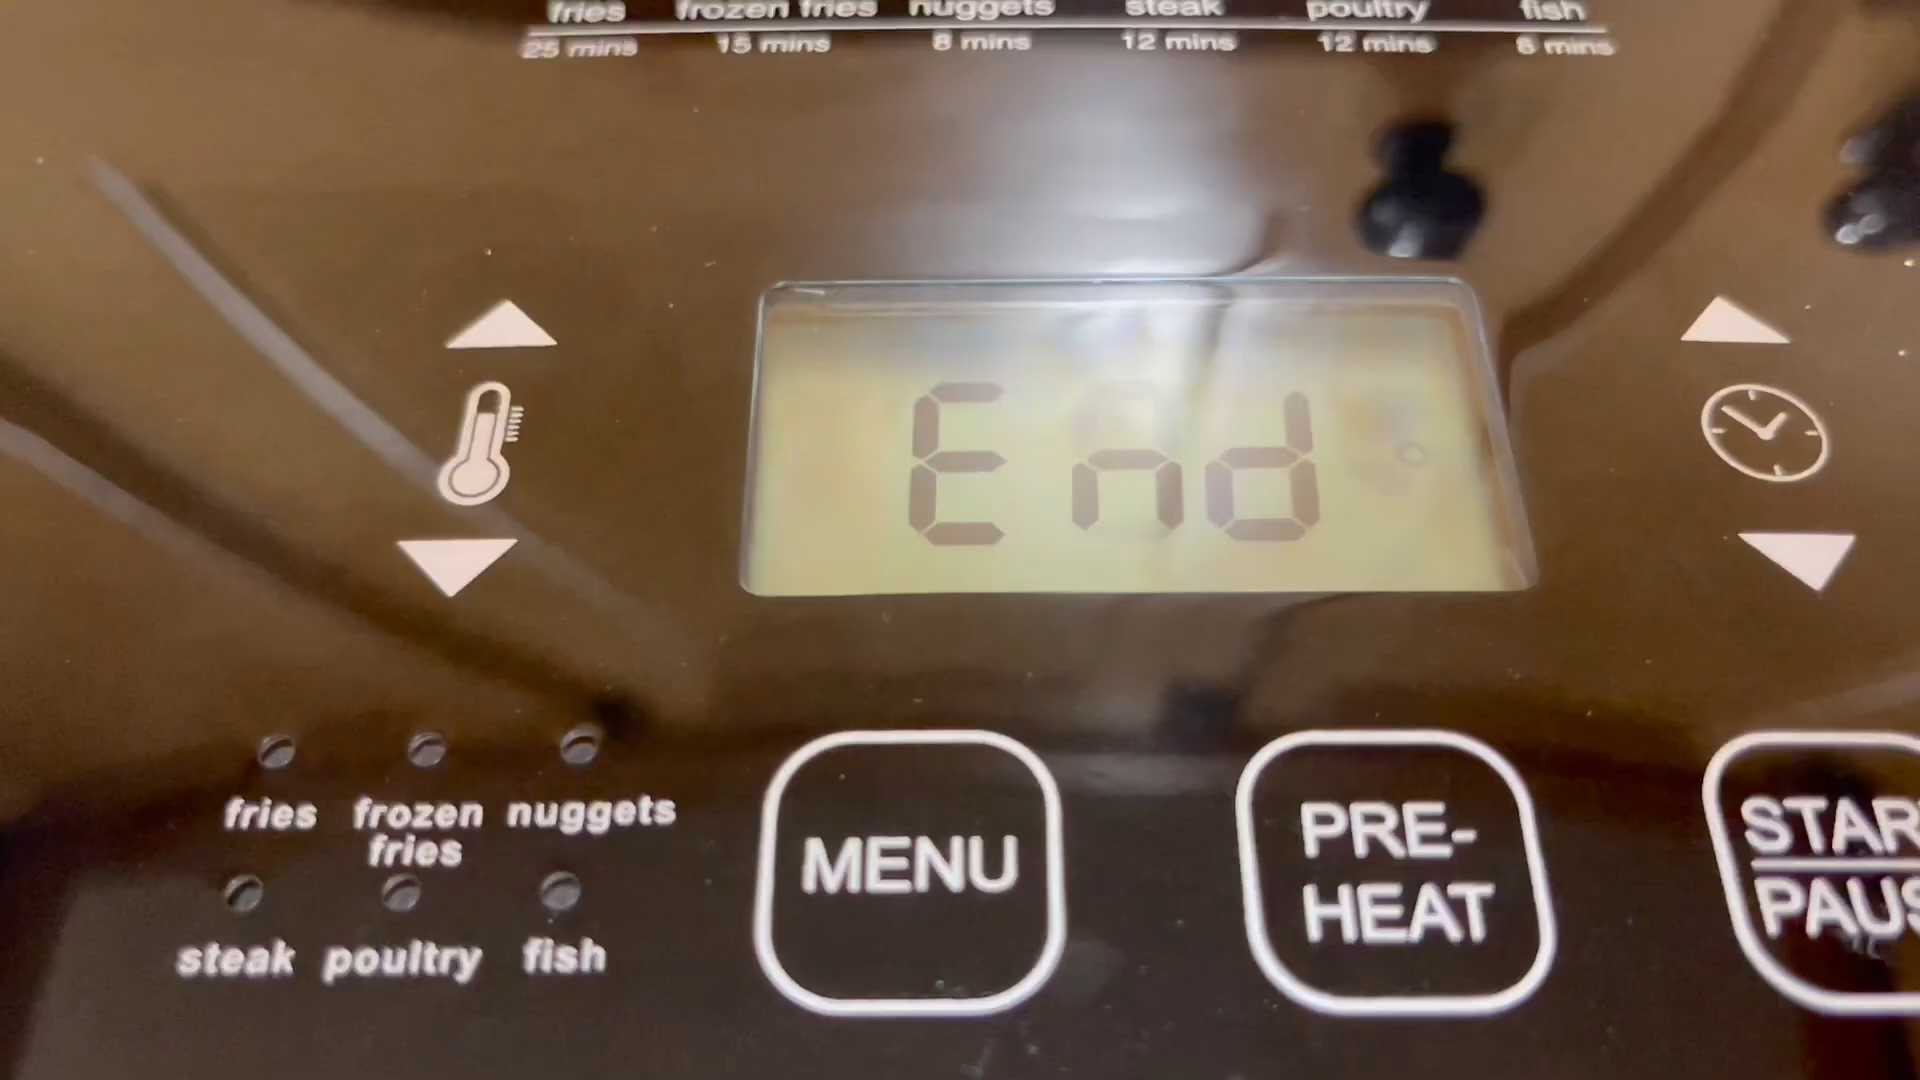 fries frozen fries nuggets steak poultry fish
25 mins 15 mins 8 mins 12 mins 12 mins 6 mins
End
fries frozen fries nuggets
steak poultry fish
MENU
PRE-
HEAT
STAR
PAUS